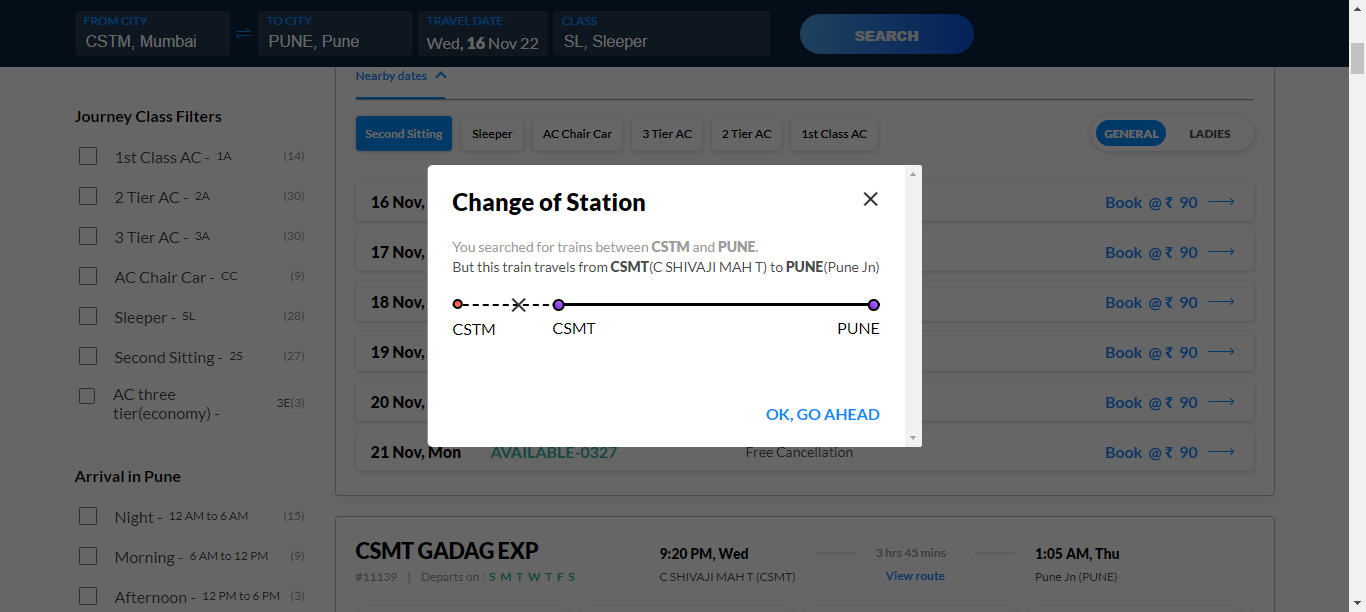 FROM CITY
CSTM, Mumbai
TO CITY
PUNE, Pune
TRAVEL DATE
Wed, 16 Nov 22
CLASS
SL, Sleeper
SEARCH
Nearby dates
Second Sitting
Sleeper
AC Chair Car
3 Tier AC
2 Tier AC
1st Class AC
GENERAL
LADIES
Journey Class Filters
1st Class AC - 1A (14)
2 Tier AC - 2A (30)
3 Tier AC - 3A (30)
AC Chair Car - CC (9)
Sleeper - SL (28)
Second Sitting - 2S (27)
AC three
tier(economy) - 3E(3)
Arrival in Pune
Night - 12 AM to 6 AM (15)
Morning - 6 AM to 12 PM (9)
Afternoon - 12 PM to 6 PM (3)
16 Nov, Book @ ₹ 90
17 Nov, Book @ ₹ 90
18 Nov, Book @ ₹ 90
19 Nov, Book @ ₹ 90
20 Nov, Book @ ₹ 90
21 Nov, Mon AVAILABLE-0327 Free Cancellation Book @ ₹ 90
Change of Station
You searched for trains between CSTM and PUNE.
But this train travels from CSMT(C SHIVAJI MAH T) to PUNE(Pune Jn)
CSTM CSMT PUNE
OK, GO AHEAD
CSMT GADAG EXP
#11139 | Departs on : S M T W T F S
9:20 PM, Wed
C SHIVAJI MAH T (CSMT)
3 hrs 45 mins
View route
1:05 AM, Thu
Pune Jn (PUNE)